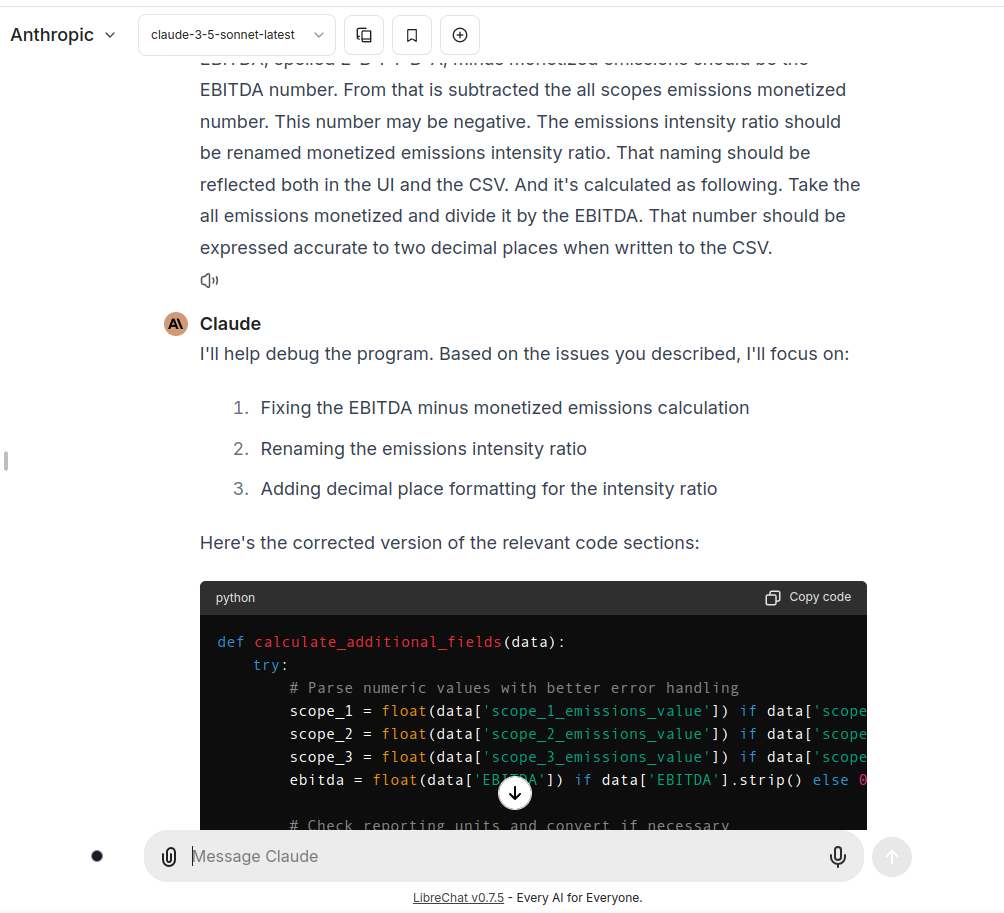 Anthropic
claude-3-5-sonnet-latest
EBITDA, spelled E-B-I-T-D-A, minus monetized emissions should be the
EBITDA number. From that is subtracted the all scopes emissions monetized
number. This number may be negative. The emissions intensity ratio should
be renamed monetized emissions intensity ratio. That naming should be
reflected both in the UI and the CSV. And it's calculated as following. Take the
all emissions monetized and divide it by the EBITDA. That number should be
expressed accurate to two decimal places when written to the CSV.
Claude
I'll help debug the program. Based on the issues you described, I'll focus on:
1. Fixing the EBITDA minus monetized emissions calculation
2. Renaming the emissions intensity ratio
3. Adding decimal place formatting for the intensity ratio
Here's the corrected version of the relevant code sections:
python
Copy code
def calculate_additional_fields(data):
try:
# Parse numeric values with better error handling
scope_1 = float(data['scope_1_emissions_value']) if data['scope
scope_2 = float(data['scope_2_emissions_value']) if data['scope
scope_3 = float(data['scope_3_emissions_value']) if data['scope
ebitda = float(data['EBITDA']) if data['EBITDA'].strip() else 0
# Check reporting units and convert if necessary
Message Claude
LibreChat v0.7.5 - Every AI for Everyone.